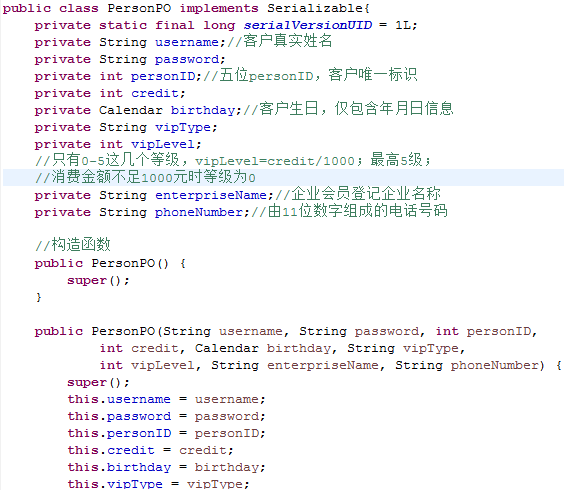 public class PersonPO implements Serializable{
    private static final long serialVersionUID = 1L;
    private String username;//客户真实姓名
    private String password;
    private int personID;//五位personID，客户唯一标识
    private int credit;
    private Calendar birthday;//客户生日，仅包含年月日信息
    private String vipType;
    private int vipLevel;
    //只有0-5这几个等级，vipLevel=credit/1000；最高5级；
    //消费金额不足1000元时等级为0
    private String enterpriseName;//企业会员登记企业名称
    private String phoneNumber;//由11位数字组成的电话号码

    //构造函数
    public PersonPO() {
        super();
    }

    public PersonPO(String username, String password, int personID,
            int credit, Calendar birthday, String vipType,
            int vipLevel, String enterpriseName, String phoneNumber) {
        super();
        this.username = username;
        this.password = password;
        this.personID = personID;
        this.credit = credit;
        this.birthday = birthday;
        this.vipType = vipType;